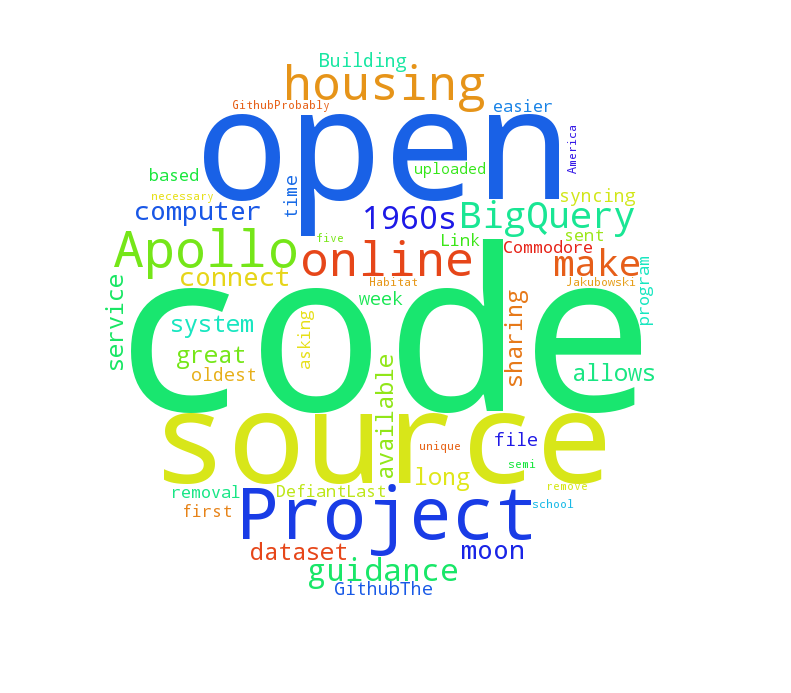 Building
housing
GithubProbably
easier
open
America
uploaded
based
time
necessary
syncing
computer
1960s
BigQuery
Apollo
five
Link
sent
online
Commodore
make
connect
Habitat
Jakubowski
program
service
code
week
sharing
system
asking
great
available
oldest
allows
source
file
unique
long
semi
removal
DefiantLast
remove
first
Project
school
dataset
moon
guidance
GithubThe